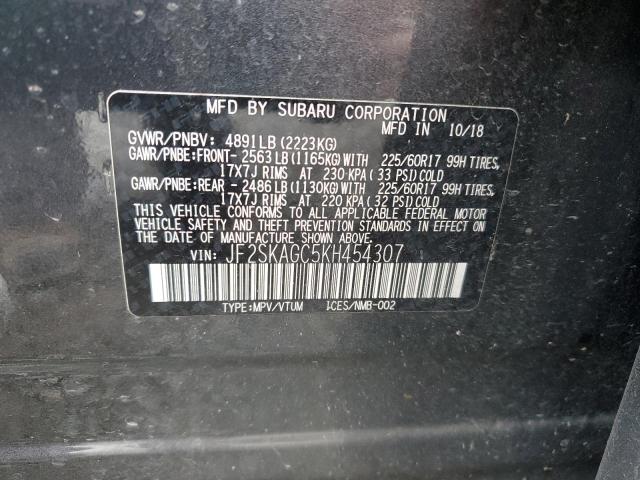 MFD BY SUBARU CORPORATION
MFD IN 10/18
GVWR/PNBV: 4891LB (2223KG)
GAWR/PNBE:FRONT- 2563LB (1165KG)WITH 225/60R17 99H TIRES,
17X7J RIMS AT 230 KPA ( 33 PSI)COLD
GAWR/PNBE:REAR - 2486LB (1130KG)WITH 225/60R17 99H TIRES,
17X7J RIMS AT 220 KPA ( 32 PSI)COLD
THIS VEHICLE CONFORMS TO ALL APPLICABLE FEDERAL MOTOR
VEHICLE SAFETY AND THEFT PREVENTION STANDARDS IN EFFECT ON
THE DATE OF MANUFACTURE SHOWN ABOVE.
VIN: JF2SKAGC5KH454307
TYPE:MPV/VTUM ICES/NMB-002